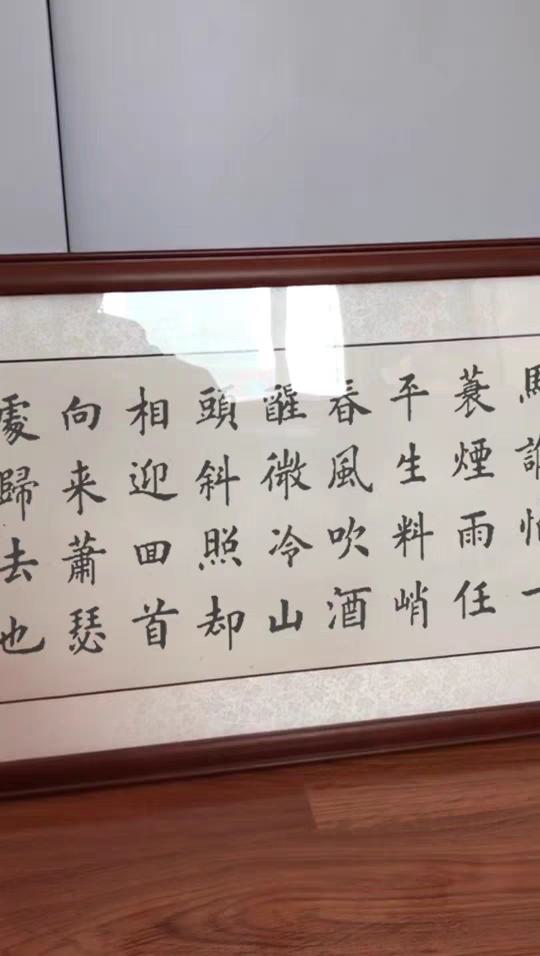 馬誰怕一
蓑煙雨任
平生料峭
春風吹酒
醒微冷山
頭斜照却
相迎囬首
向来蕭瑟
處歸去也